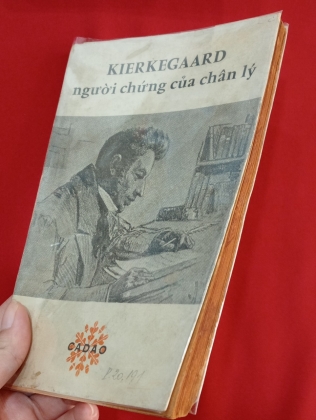 KIERKEGAARD
người chứng của chân lý
CADAO